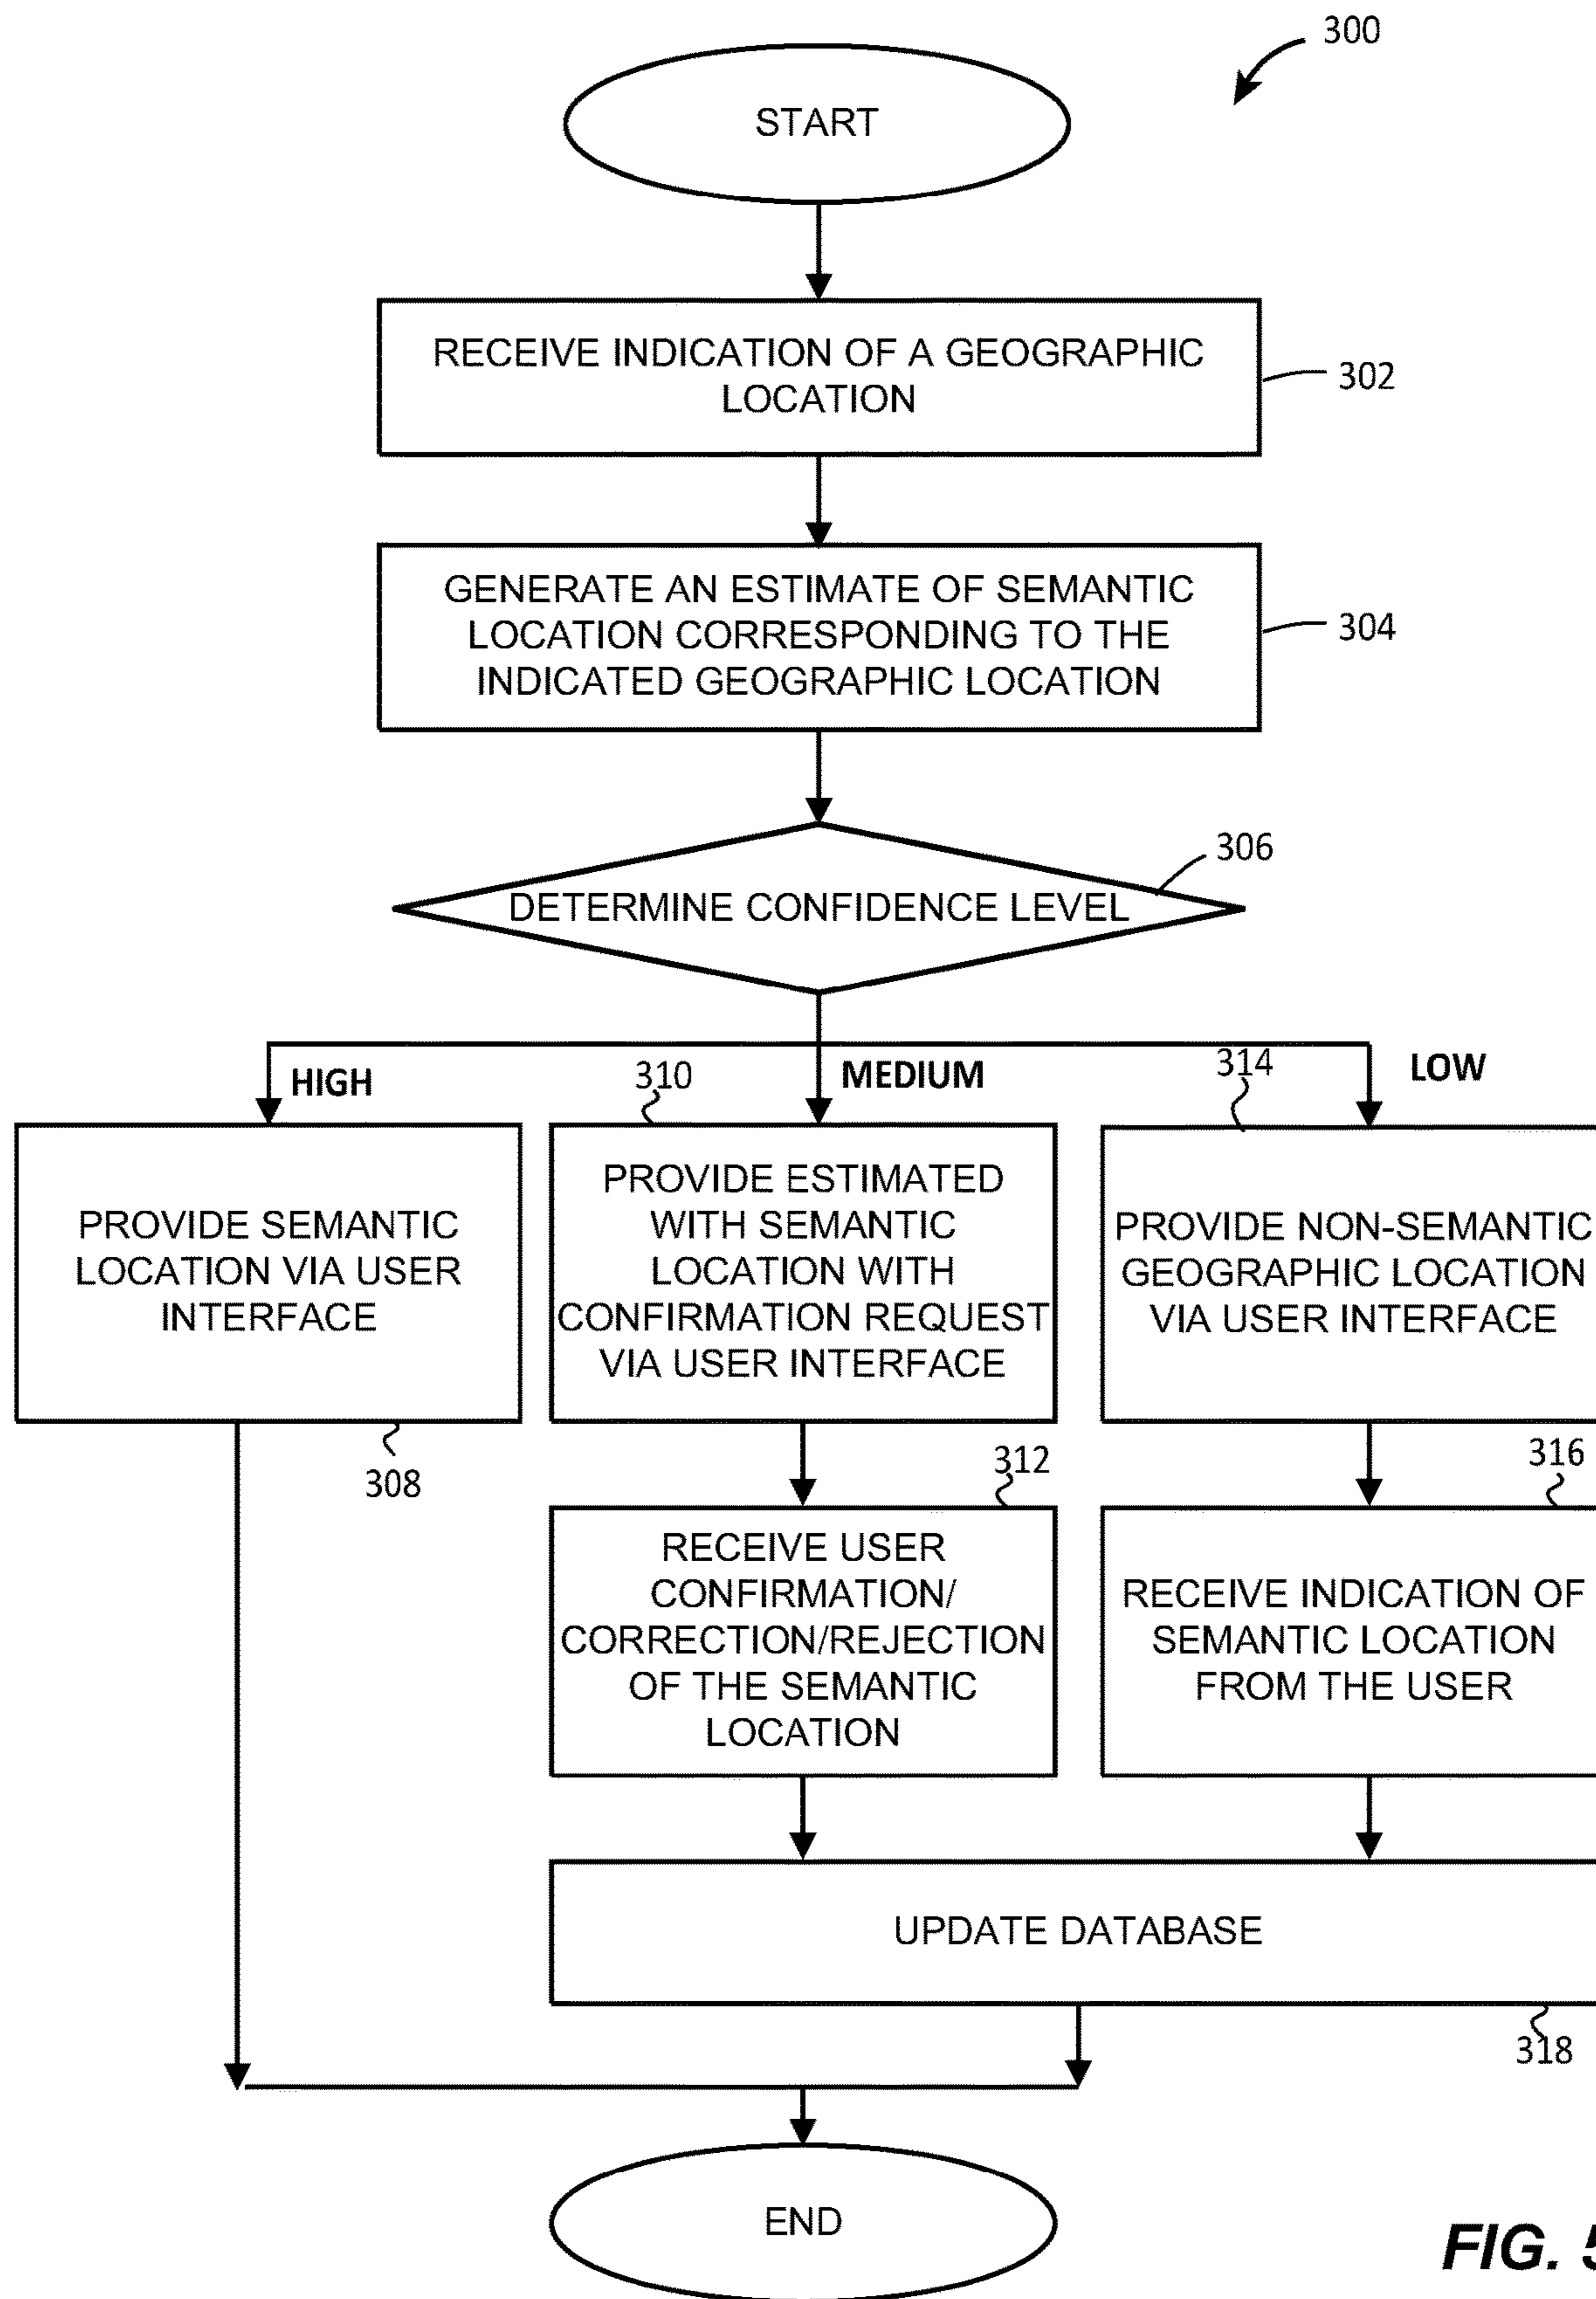 300
START
RECEIVE INDICATION OF A GEOGRAPHIC
LOCATION
302
GENERATE AN ESTIMATE OF SEMANTIC
LOCATION CORRESPONDING TO THE
INDICATED GEOGRAPHIC LOCATION
304
306
DETERMINE CONFIDENCE LEVEL
HIGH
310
MEDIUM
314
LOW
PROVIDE SEMANTIC
LOCATION VIA USER
INTERFACE
308
PROVIDE ESTIMATED
WITH SEMANTIC
LOCATION WITH
CONFIRMATION REQUEST
VIA USER INTERFACE
PROVIDE NON-SEMANTIC
GEOGRAPHIC LOCATION
VIA USER INTERFACE
312
316
RECEIVE USER
CONFIRMATION/
CORRECTION/REJECTION
OF THE SEMANTIC
LOCATION
RECEIVE INDICATION OF
SEMANTIC LOCATION
FROM THE USER
UPDATE DATABASE
318
END
FIG. 5